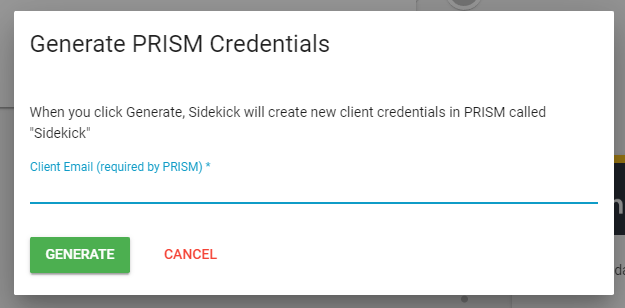 Generate PRISM Credentials
When you click Generate, Sidekick will create new client credentials in PRISM called
"Sidekick"
Client Email (required by PRISM) *
GENERATE
CANCEL